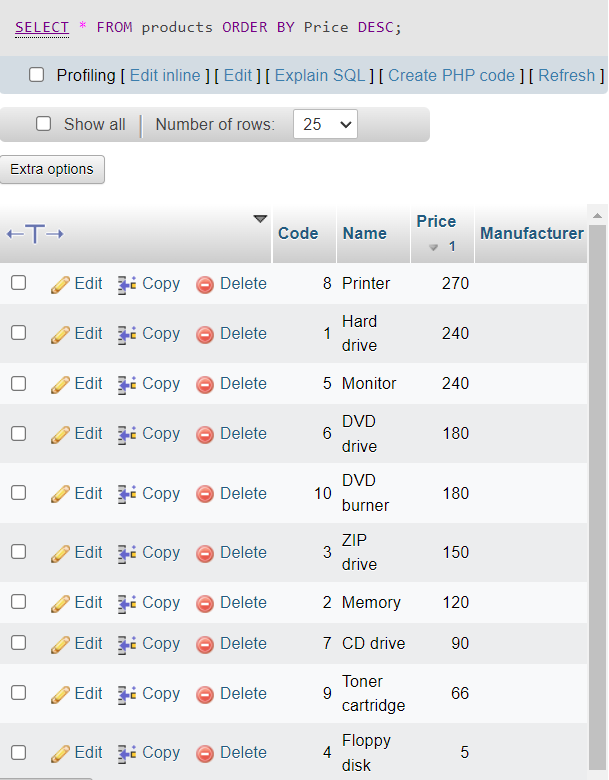 SELECT * FROM products ORDER BY Price DESC;
Profiling [ Edit inline ] [ Edit ] [ Explain SQL ] [ Create PHP code ] [ Refresh ]
Show all Number of rows: 25
Extra options
←T→ Code Name Price 1 Manufacturer
Edit Copy Delete 8 Printer 270
Edit Copy Delete 1 Hard drive 240
Edit Copy Delete 5 Monitor 240
Edit Copy Delete 6 DVD drive 180
Edit Copy Delete 10 DVD burner 180
Edit Copy Delete 3 ZIP drive 150
Edit Copy Delete 2 Memory 120
Edit Copy Delete 7 CD drive 90
Edit Copy Delete 9 Toner cartridge 66
Edit Copy Delete 4 Floppy disk 5